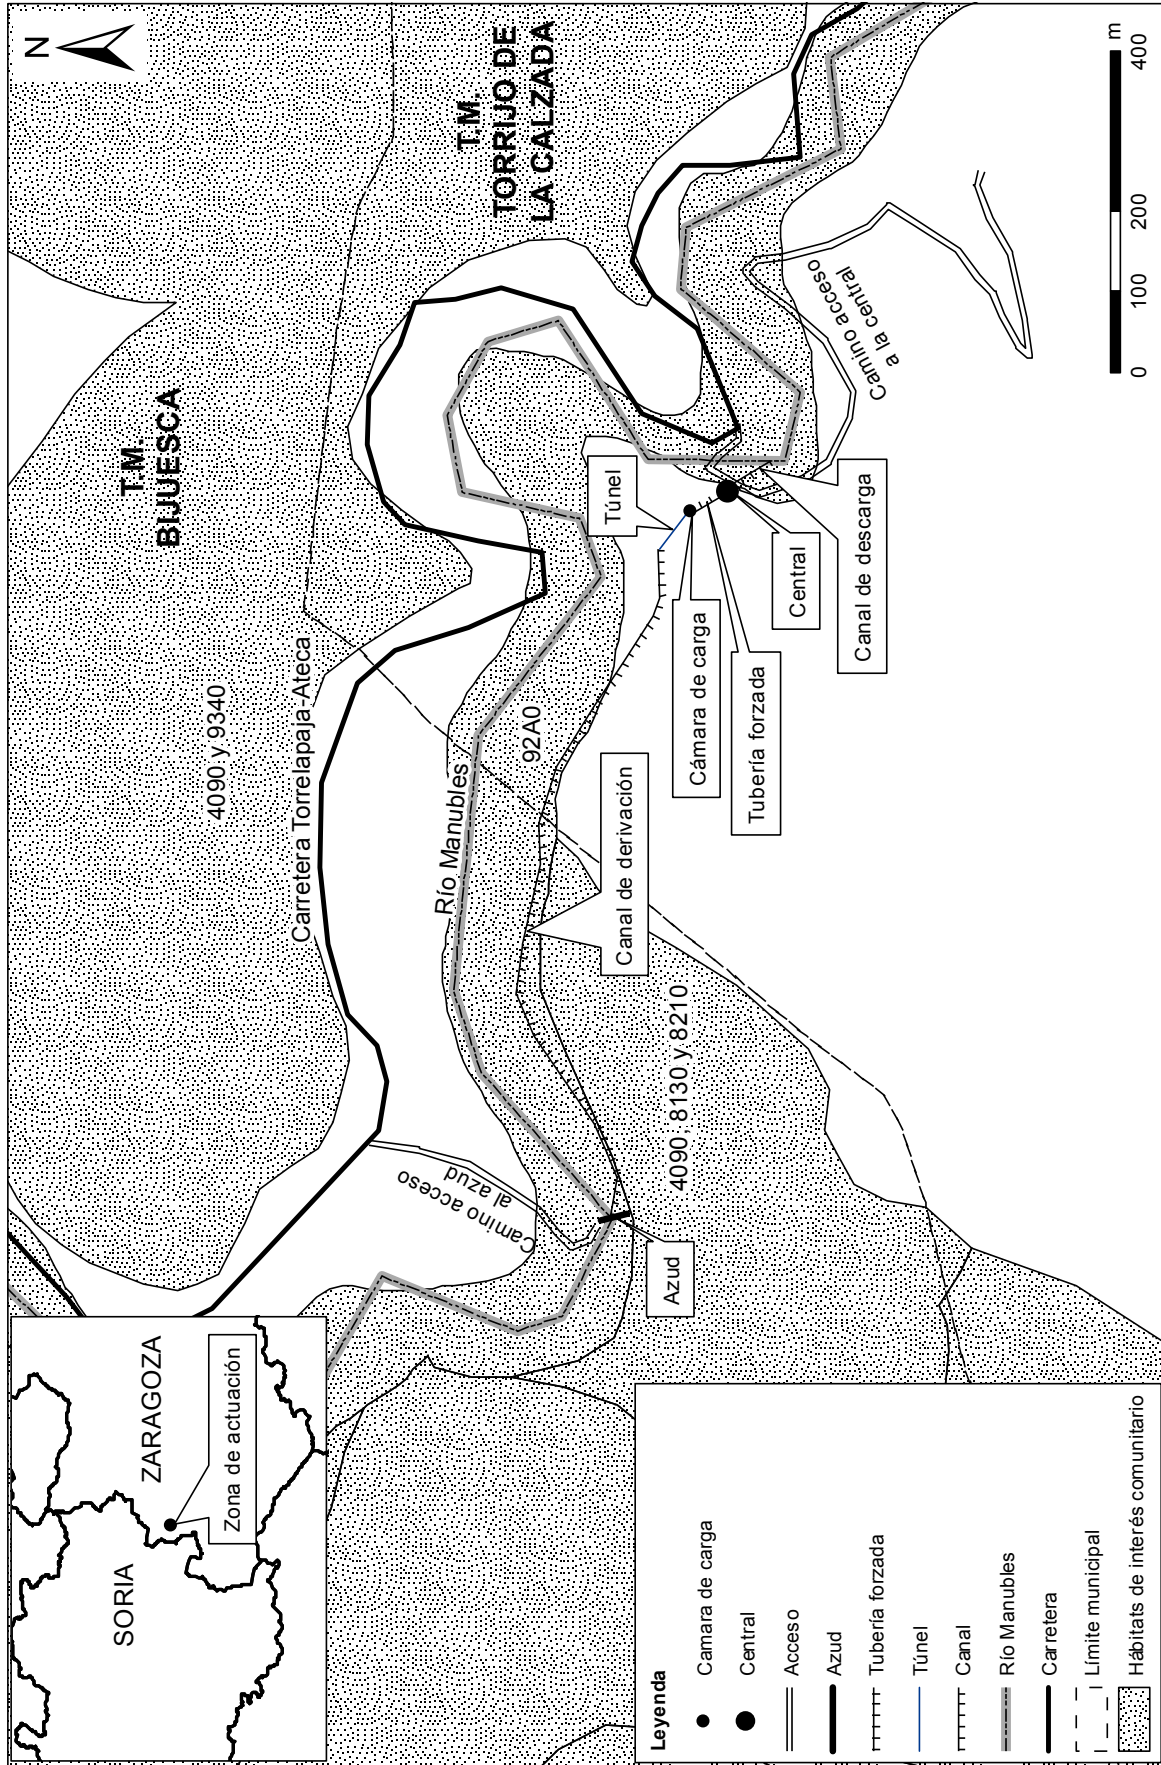 N
T.M.
BIJUESCA
T.M.
TORRIJO DE
LA CALZADA
4090 y 9340
Carretera Torrelapaja-Ateca
Río Manubles
92A0
Camino acceso
al azud
Azud
4090, 8130 y 8210
Canal de derivación
Túnel
Cámara de carga
Tubería forzada
Central
Canal de descarga
Camino acceso
a la central
0 100 200 400 m
SORIA
ZARAGOZA
Zona de actuación
Leyenda
Camara de carga
Central
Acceso
Azud
Tubería forzada
Túnel
Canal
Río Manubles
Carretera
Límite municipal
Hábitats de interés comunitario